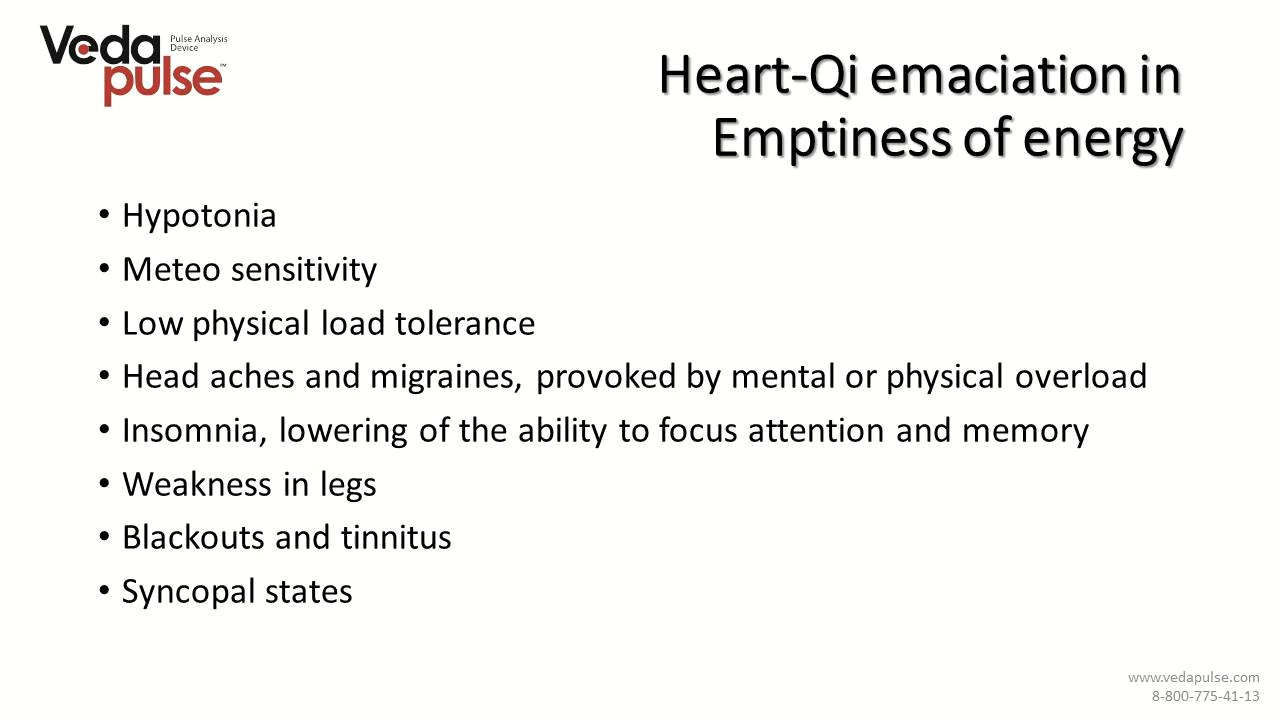 Veda pulse™
Pulse Analysis
Device
Heart-Qi emaciation in
Emptiness of energy
• Hypotonia
• Meteo sensitivity
• Low physical load tolerance
• Head aches and migraines, provoked by mental or physical overload
• Insomnia, lowering of the ability to focus attention and memory
• Weakness in legs
• Blackouts and tinnitus
• Syncopal states
www.vedapulse.com
8-800-775-41-13